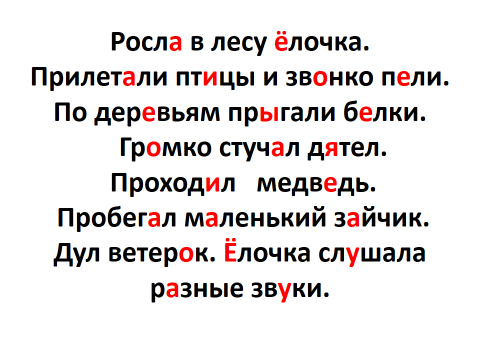 Росла в лесу ёлочка.
Прилетали птицы и звонко пели.
По деревьям прыгали белки.
Громко стучал дятел.
Проходил медведь.
Пробегал маленький зайчик.
Дул ветерок. Ёлочка слушала
разные звуки.